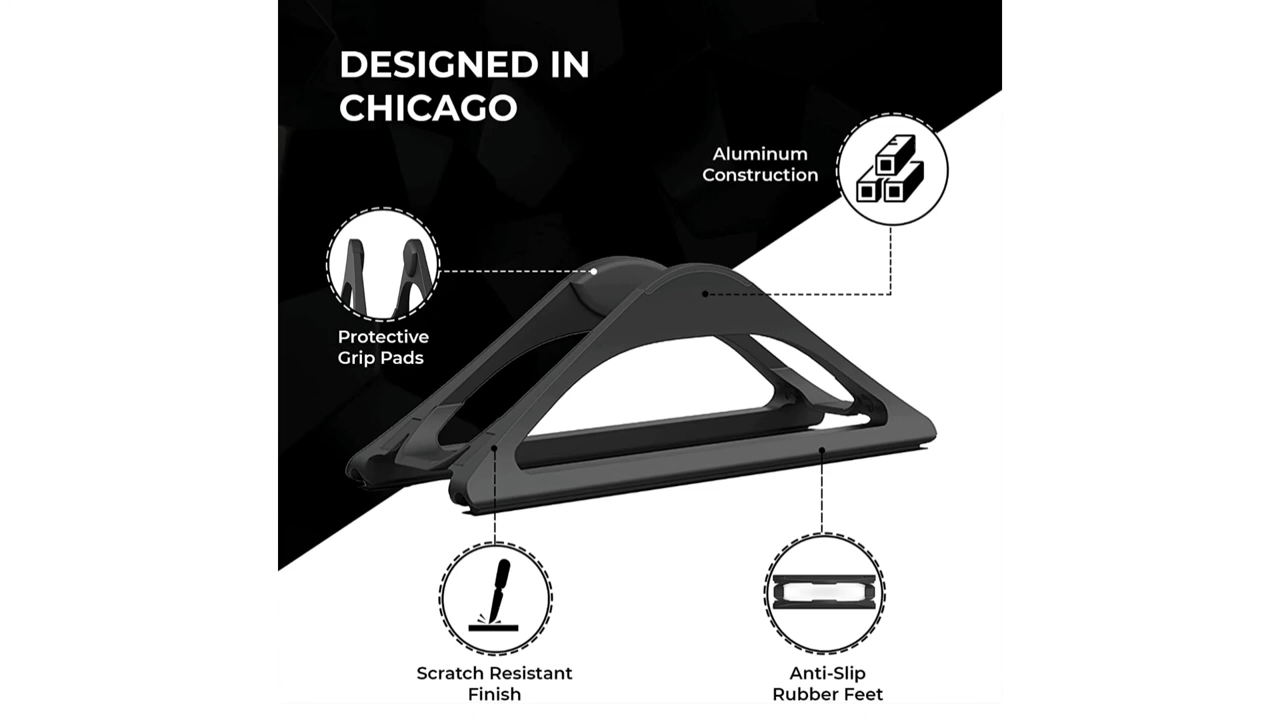 DESIGNED IN
CHICAGO
Aluminum
Construction
Protective
Grip Pads
Scratch Resistant
Finish
Anti-Slip
Rubber Feet